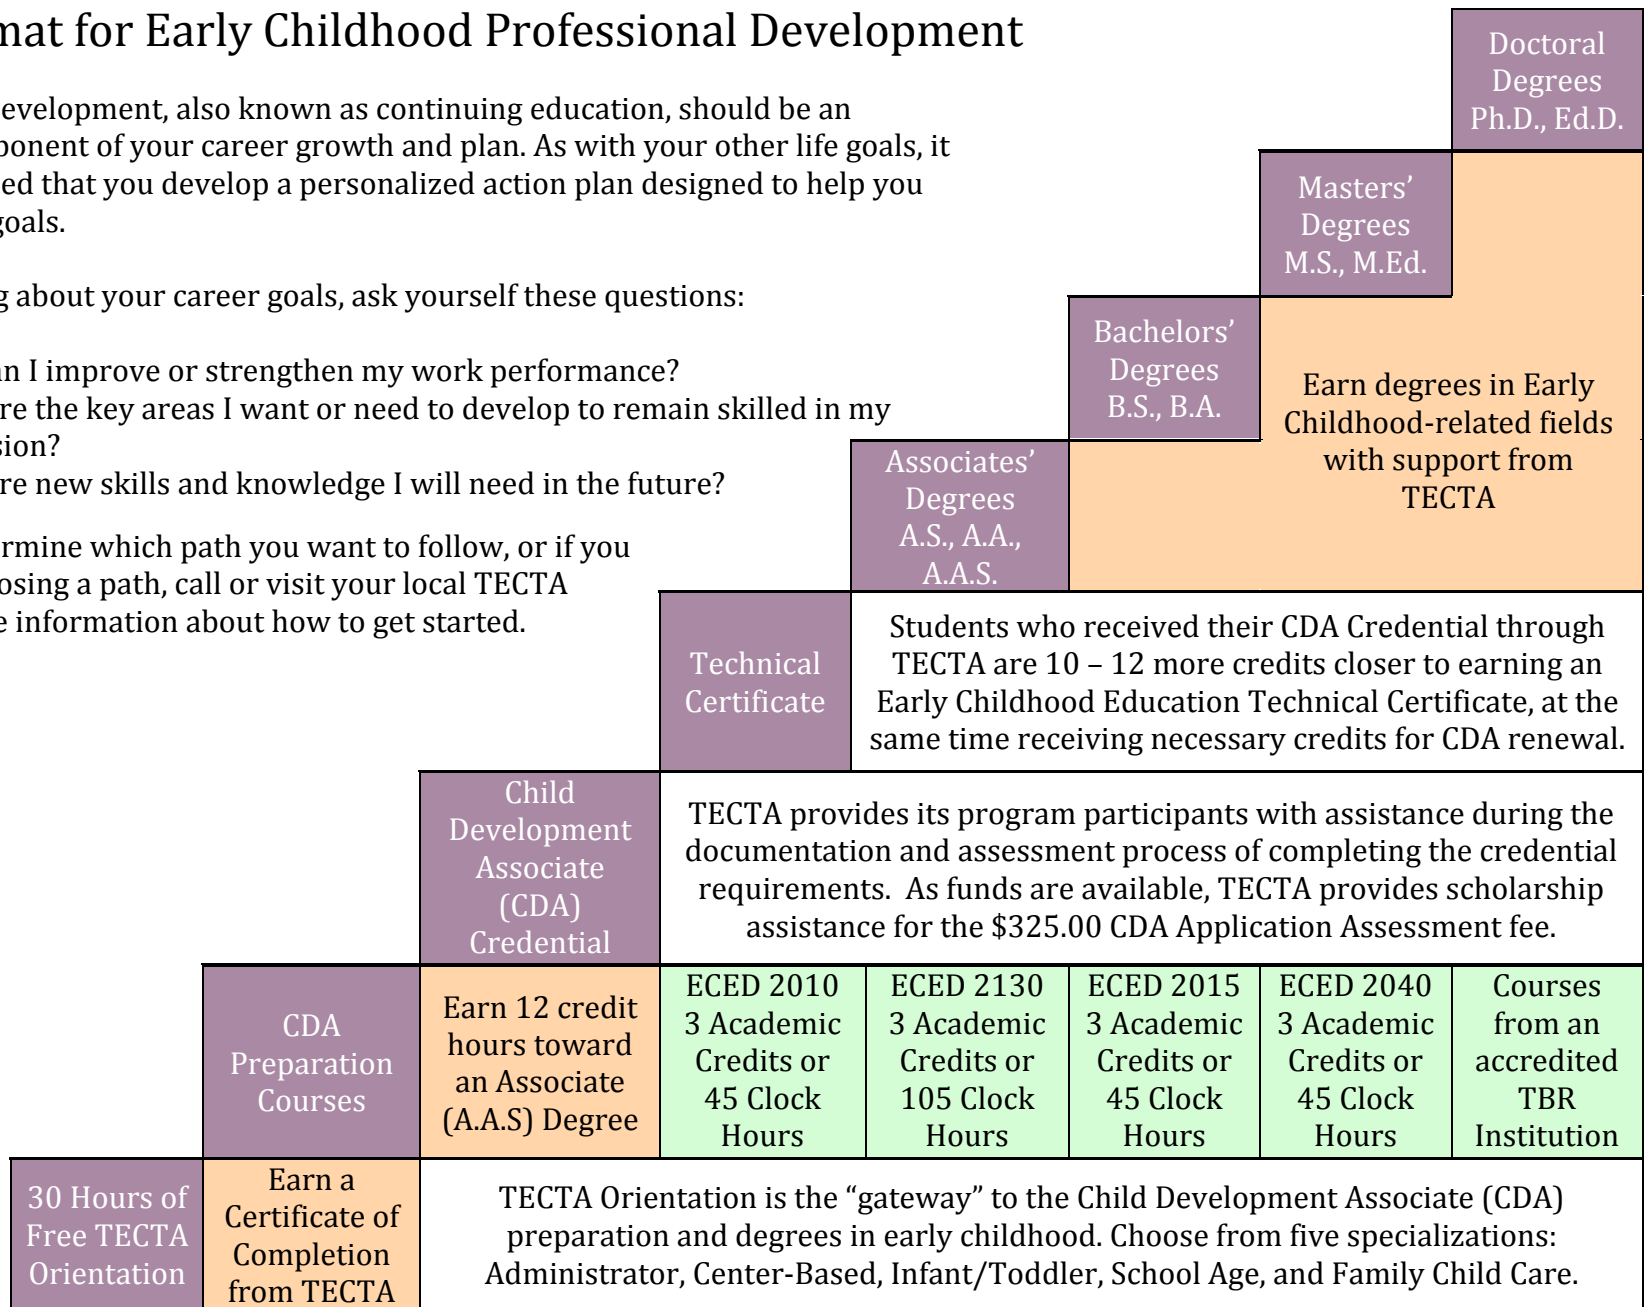 mat for Early Childhood Professional Development
evelopment, also known as continuing education, should be an
ponent of your career growth and plan. As with your other life goals, it
ed that you develop a personalized action plan designed to help you
goals.
g about your career goals, ask yourself these questions:
an I improve or strengthen my work performance?
re the key areas I want or need to develop to remain skilled in my
sion?
re new skills and knowledge I will need in the future?
ermine which path you want to follow, or if you
osing a path, call or visit your local TECTA
e information about how to get started.
Doctoral
Degrees
Ph.D., Ed.D.
Masters’
Degrees
M.S., M.Ed.
Bachelors’
Degrees
B.S., B.A.
Earn degrees in Early
Childhood-related fields
with support from
TECTA
Associates’
Degrees
A.S., A.A.,
A.A.S.
Technical
Certificate
Students who received their CDA Credential through
TECTA are 10 – 12 more credits closer to earning an
Early Childhood Education Technical Certificate, at the
same time receiving necessary credits for CDA renewal.
Child
Development
Associate
(CDA)
Credential
TECTA provides its program participants with assistance during the
documentation and assessment process of completing the credential
requirements.  As funds are available, TECTA provides scholarship
assistance for the $325.00 CDA Application Assessment fee.
CDA
Preparation
Courses
Earn 12 credit
hours toward
an Associate
(A.A.S) Degree
ECED 2010
3 Academic
Credits or
45 Clock
Hours
ECED 2130
3 Academic
Credits or
105 Clock
Hours
ECED 2015
3 Academic
Credits or
45 Clock
Hours
ECED 2040
3 Academic
Credits or
45 Clock
Hours
Courses
from an
accredited
TBR
Institution
30 Hours of
Free TECTA
Orientation
Earn a
Certificate of
Completion
from TECTA
TECTA Orientation is the “gateway” to the Child Development Associate (CDA)
preparation and degrees in early childhood. Choose from five specializations:
Administrator, Center-Based, Infant/Toddler, School Age, and Family Child Care.